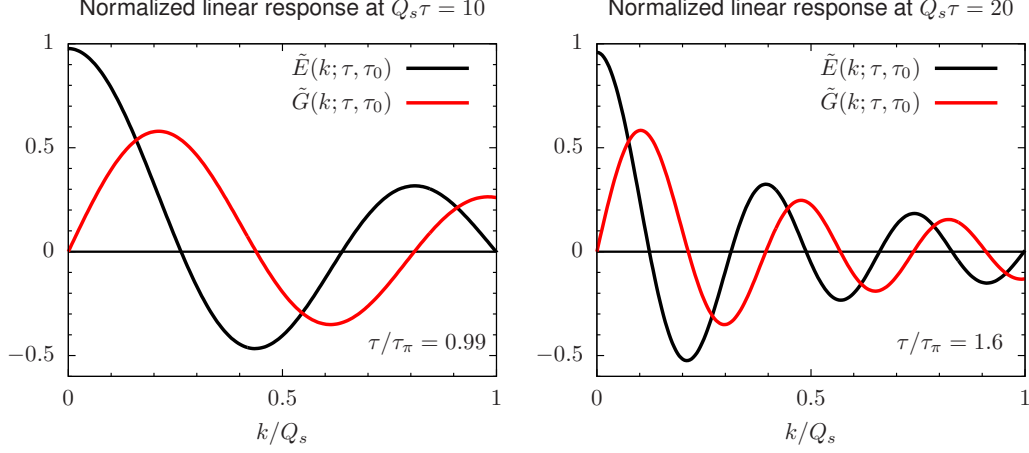 Normalized linear response at $Q_s\tau = 10$
1
0.5
0
−0.5
$\tilde{E}(k;\tau,\tau_0)$
$\tilde{G}(k;\tau,\tau_0)$
$\tau/\tau_\pi = 0.99$
0
0.5
1
$k/Q_s$
Normalized linear response at $Q_s\tau = 20$
1
0.5
0
−0.5
$\tilde{E}(k;\tau,\tau_0)$
$\tilde{G}(k;\tau,\tau_0)$
$\tau/\tau_\pi = 1.6$
0
0.5
1
$k/Q_s$